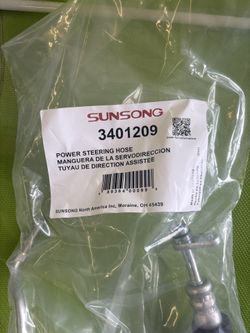 SUNSONG
3401209
POWER STEERING HOSE
MANGUERA DE LA SERVODIRECCION
TUYAU DE DIRECTION ASSISTEE
SUNSONG North America Inc, Moraine, OH 45439